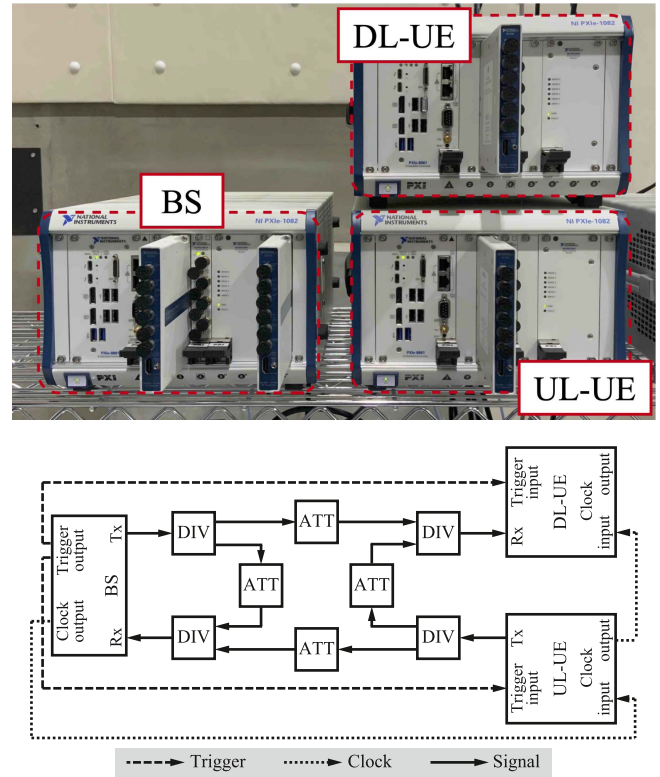 DL-UE
NI PXIe-1082
PXI
BS
NATIONAL
INSTRUMENTS
NI PXIe-1082
NATIONAL
INSTRUMENTS
NI PXIe-1082
PXI
PXI
UL-UE
Trigger
output
Tx
BS
Clock
output
Rx
DIV
ATT
DIV
ATT
ATT
DIV
ATT
DIV
Trigger
input
Rx
DL-UE
Clock
input
output
Tx
Trigger
input
UL-UE
Clock
input
output
Trigger
Clock
Signal